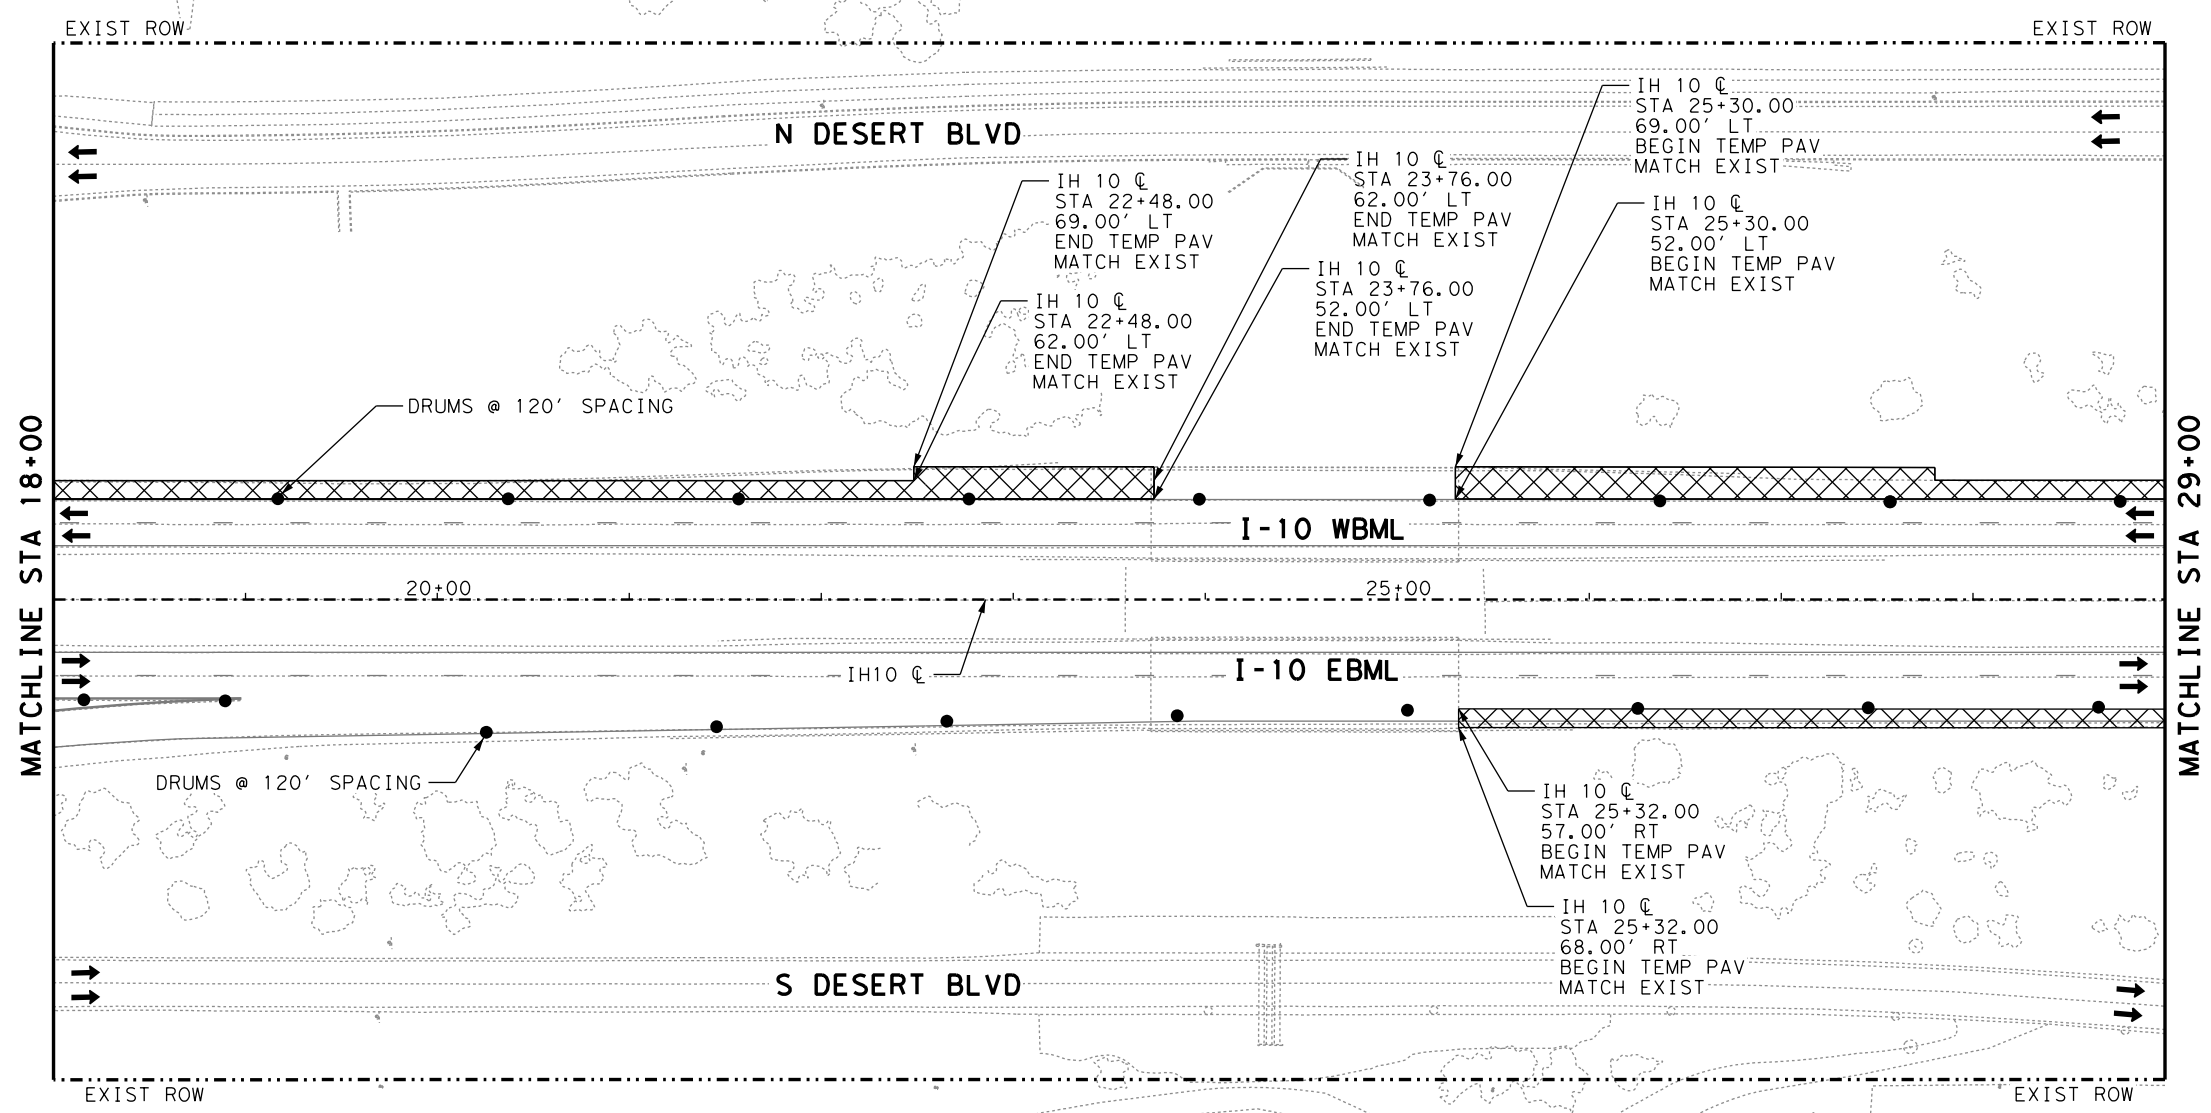 EXIST ROW
EXIST ROW
N DESERT BLVD
IH 10 ℄
STA 25+30.00
69.00' LT
BEGIN TEMP PAV
MATCH EXIST
IH 10 ℄
STA 23+76.00
62.00' LT
END TEMP PAV
MATCH EXIST
IH 10 ℄
STA 22+48.00
69.00' LT
END TEMP PAV
MATCH EXIST
IH 10 ℄
STA 25+30.00
52.00' LT
BEGIN TEMP PAV
MATCH EXIST
IH 10 ℄
STA 23+76.00
52.00' LT
END TEMP PAV
MATCH EXIST
IH 10 ℄
STA 22+48.00
62.00' LT
END TEMP PAV
MATCH EXIST
DRUMS @ 120' SPACING
MATCHLINE STA 18+00
MATCHLINE STA 29+00
I-10 WBML
20+00
25+00
IH10 ℄
I-10 EBML
DRUMS @ 120' SPACING
IH 10 ℄
STA 25+32.00
57.00' RT
BEGIN TEMP PAV
MATCH EXIST
IH 10 ℄
STA 25+32.00
68.00' RT
BEGIN TEMP PAV
MATCH EXIST
S DESERT BLVD
EXIST ROW
EXIST ROW